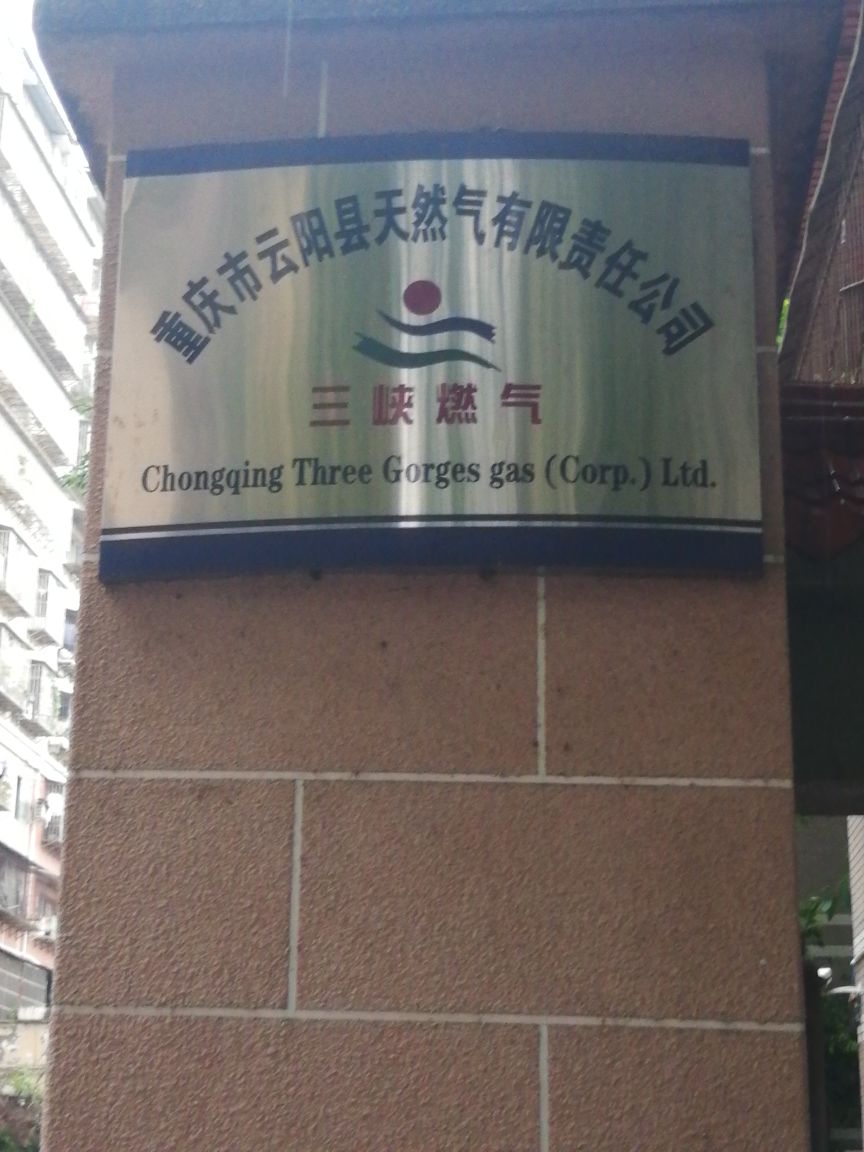 重庆市云阳县天然气有限责任公司
三峡燃气
Chongqing Three Gorges gas (Corp.) Ltd.